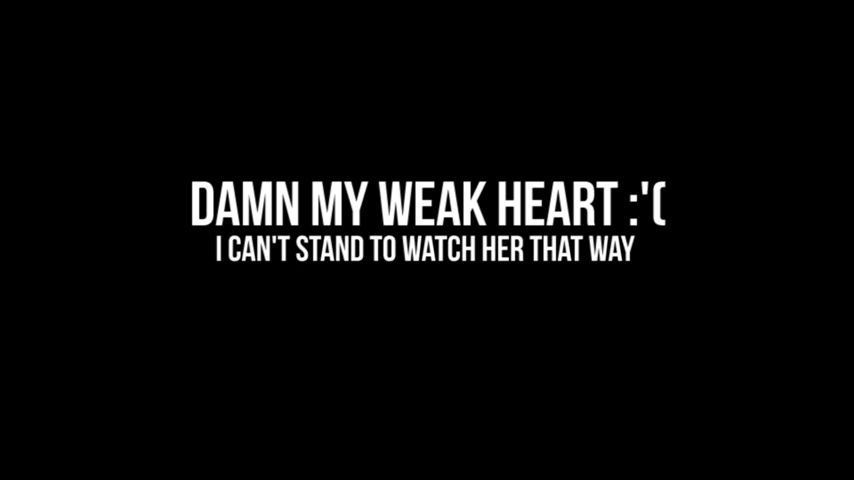 DAMN MY WEAK HEART :'(
I CAN'T STAND TO WATCH HER THAT WAY